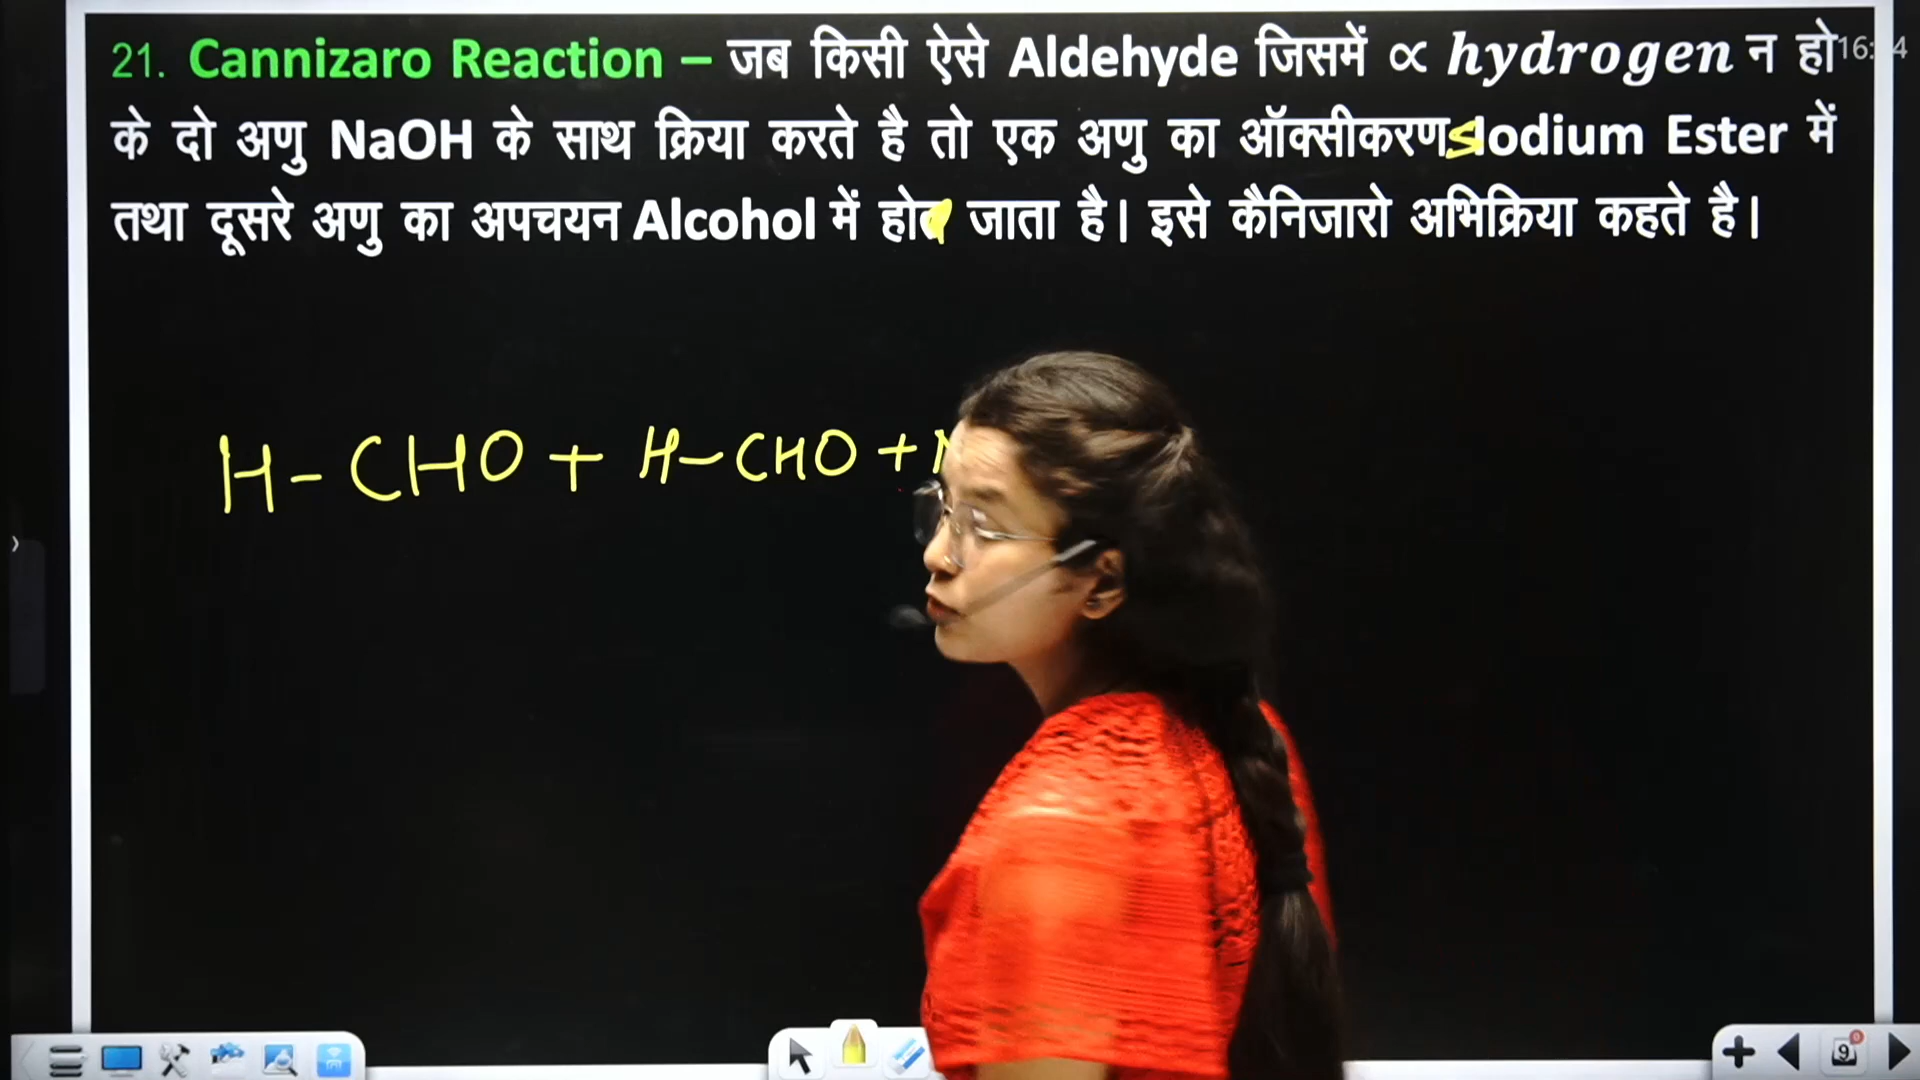 21. Cannizaro Reaction – जब किसी ऐसे Aldehyde जिसमें ∝ hydrogen न हो
के दो अणु NaOH के साथ क्रिया करते है तो एक अणु का ऑक्सीकरण Sodium Ester में
तथा दूसरे अणु का अपचयन Alcohol में हो जाता है। इसे कैनिजारो अभिक्रिया कहते है।
H-CHO + H-CHO +
9